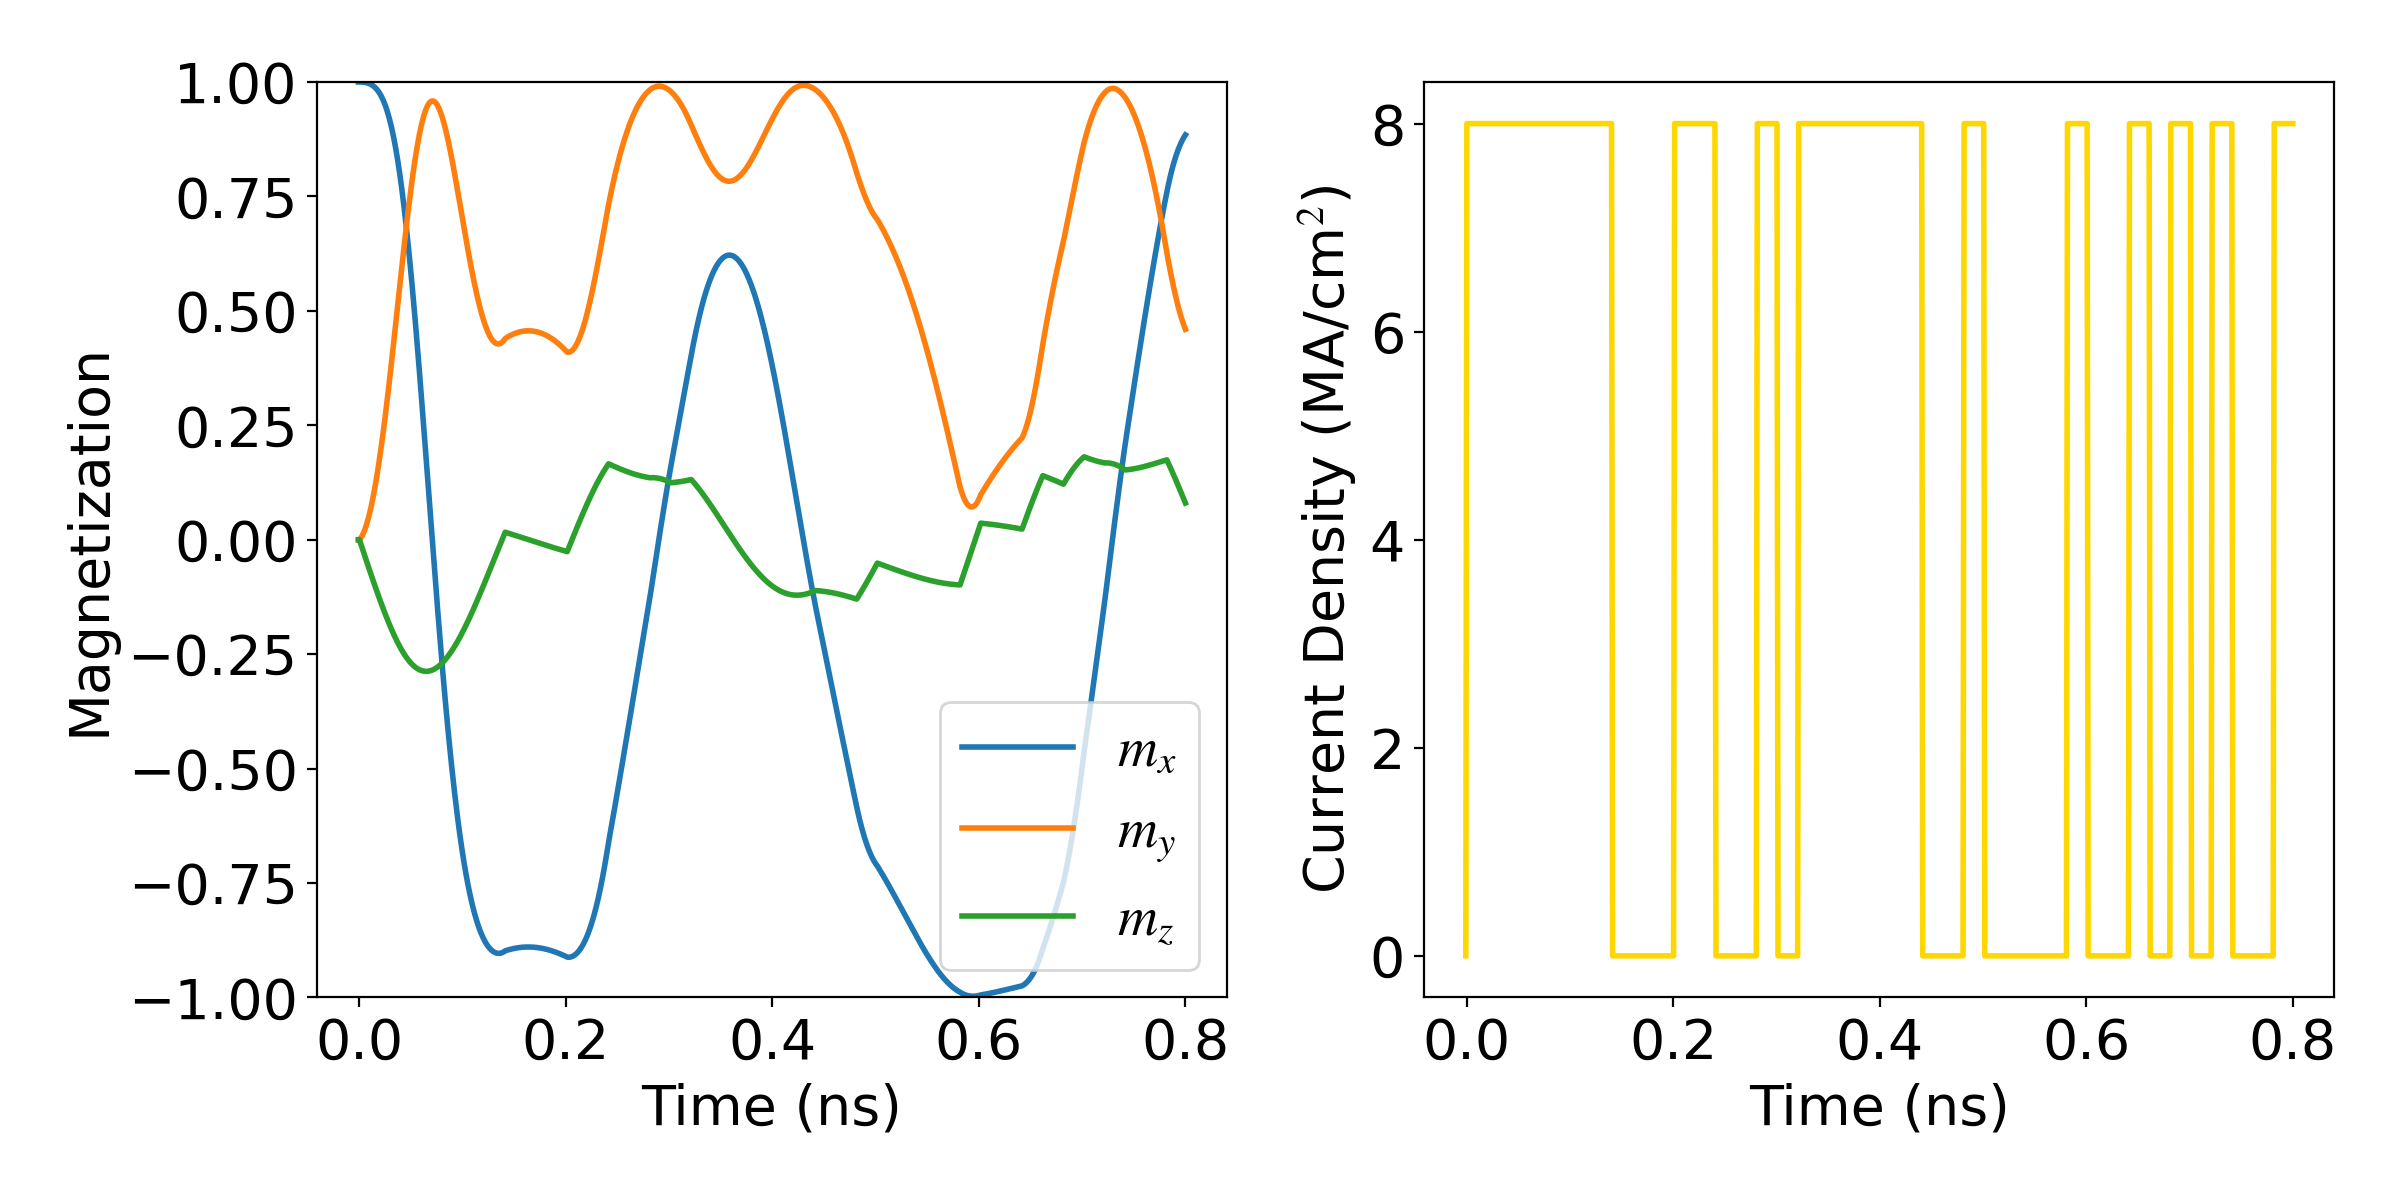 Magnetization
1.00
0.75
0.50
0.25
0.00
−0.25
−0.50
−0.75
−1.00
0.0 0.2 0.4 0.6 0.8
Time (ns)
mₓ
m_y
m_z
Current Density (MA/cm²)
8
6
4
2
0
0.0 0.2 0.4 0.6 0.8
Time (ns)